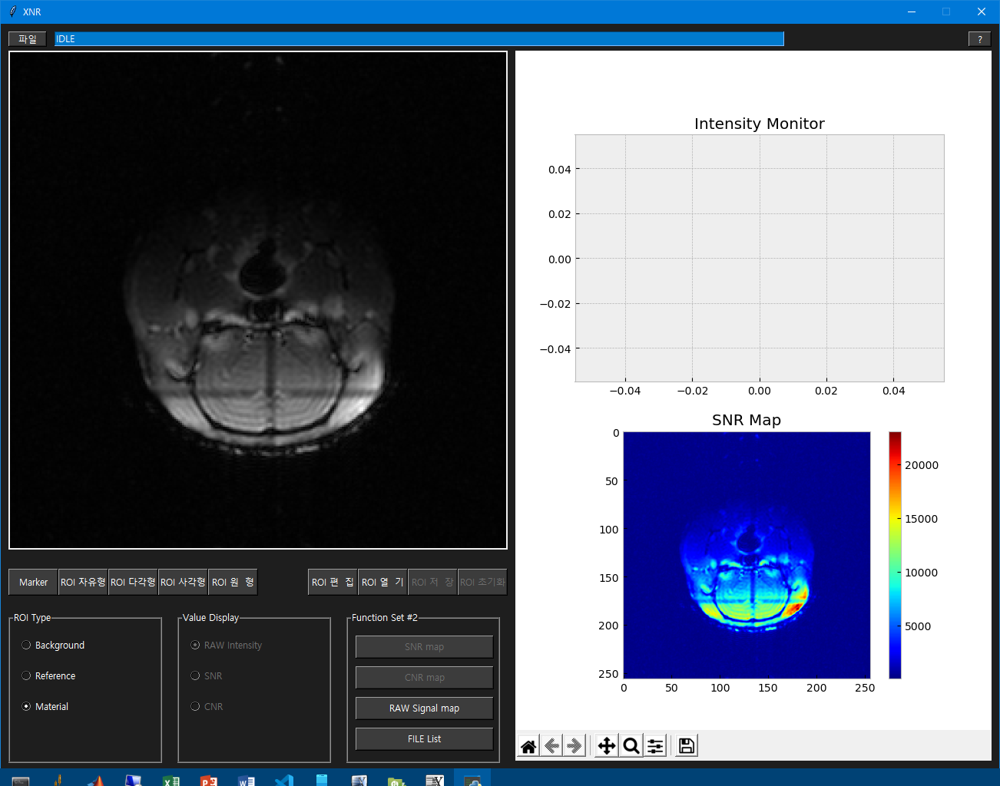 XNR
파일 IDLE ?
Intensity Monitor
0.04
0.02
0.00
−0.02
−0.04
−0.04 −0.02 0.00 0.02 0.04
SNR Map
0
50
100
150
200
250
0 50 100 150 200 250
20000
15000
10000
5000
Marker ROI 자유형 ROI 다각형 ROI 사각형 ROI 원 형 ROI 편 집 ROI 열 기 ROI 저 장 ROI 초기화
ROI Type
Background
Reference
Material
Value Display
RAW Intensity
SNR
CNR
Function Set #2
SNR map
CNR map
RAW Signal map
FILE List